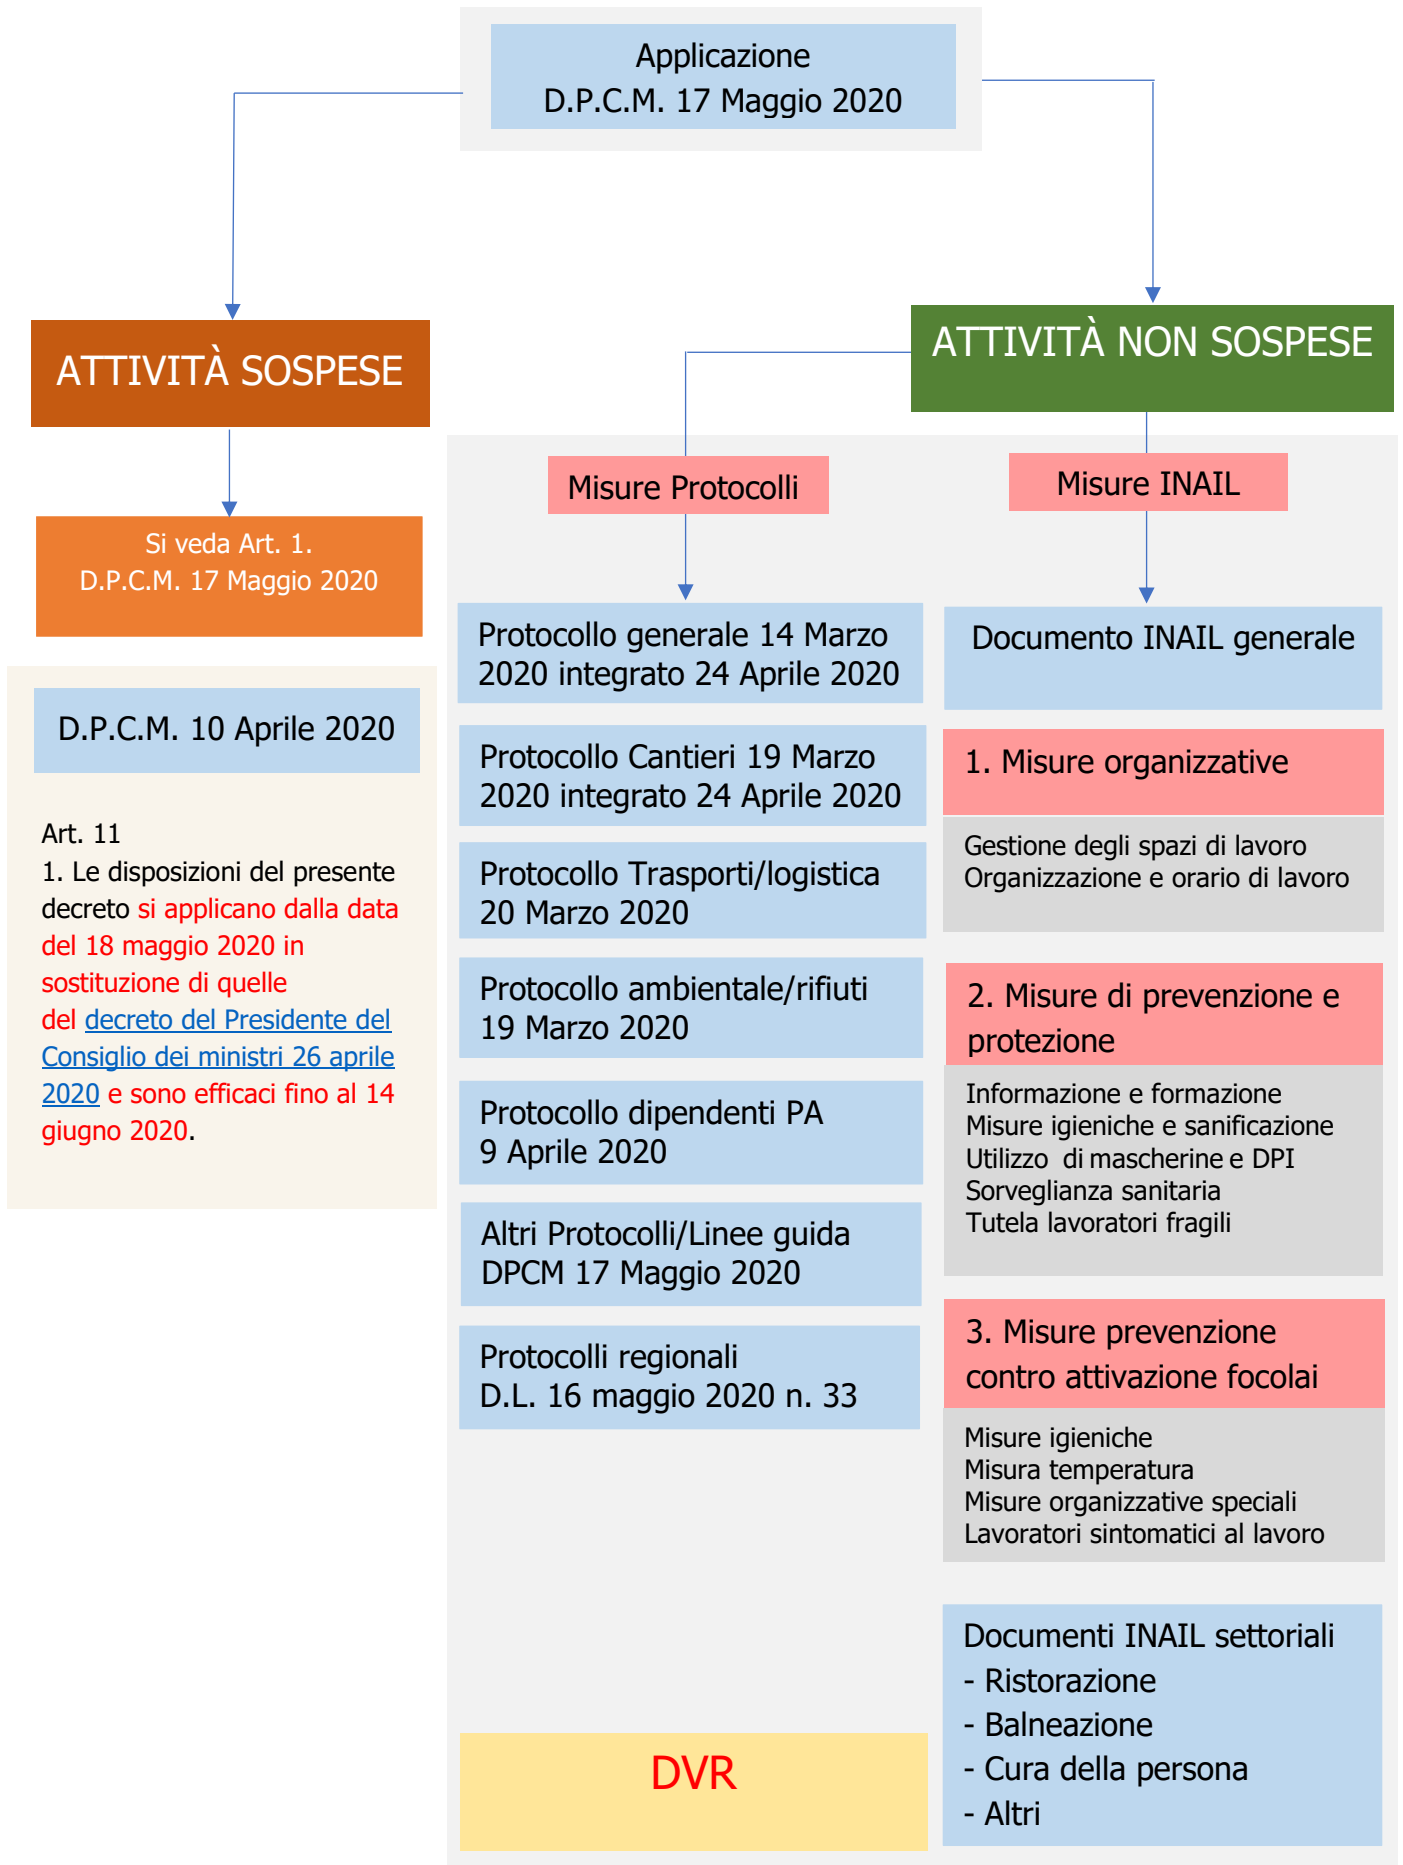 Applicazione
D.P.C.M. 17 Maggio 2020
ATTIVITÀ SOSPESE
Si veda Art. 1.
D.P.C.M. 17 Maggio 2020
D.P.C.M. 10 Aprile 2020
Art. 11
1. Le disposizioni del presente
decreto si applicano dalla data
del 18 maggio 2020 in
sostituzione di quelle
del decreto del Presidente del
Consiglio dei ministri 26 aprile
2020 e sono efficaci fino al 14
giugno 2020.
ATTIVITÀ NON SOSPESE
Misure Protocolli
Protocollo generale 14 Marzo
2020 integrato 24 Aprile 2020
Protocollo Cantieri 19 Marzo
2020 integrato 24 Aprile 2020
Protocollo Trasporti/logistica
20 Marzo 2020
Protocollo ambientale/rifiuti
19 Marzo 2020
Protocollo dipendenti PA
9 Aprile 2020
Altri Protocolli/Linee guida
DPCM 17 Maggio 2020
Protocolli regionali
D.L. 16 maggio 2020 n. 33
DVR
Misure INAIL
Documento INAIL generale
1. Misure organizzative
Gestione degli spazi di lavoro
Organizzazione e orario di lavoro
2. Misure di prevenzione e
protezione
Informazione e formazione
Misure igieniche e sanificazione
Utilizzo di mascherine e DPI
Sorveglianza sanitaria
Tutela lavoratori fragili
3. Misure prevenzione
contro attivazione focolai
Misure igieniche
Misura temperatura
Misure organizzative speciali
Lavoratori sintomatici al lavoro
Documenti INAIL settoriali
- Ristorazione
- Balneazione
- Cura della persona
- Altri